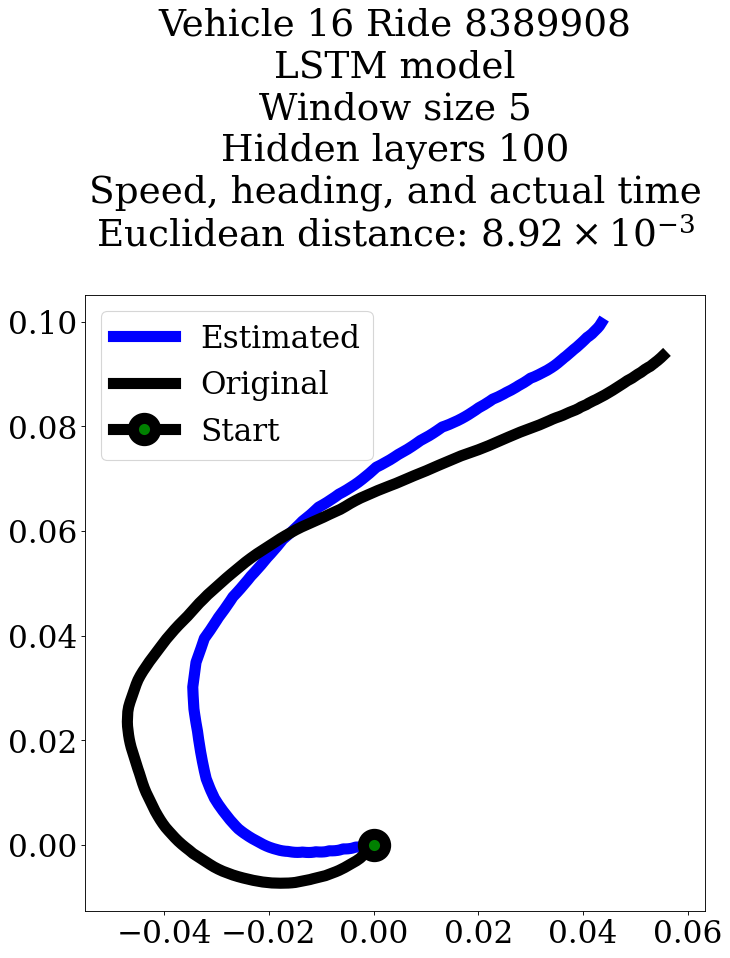 Vehicle 16 Ride 8389908
LSTM model
Window size 5
Hidden layers 100
Speed, heading, and actual time
Euclidean distance: 8.92 × 10⁻³
Estimated
Original
Start
0.10
0.08
0.06
0.04
0.02
0.00
−0.04 −0.02 0.00 0.02 0.04 0.06